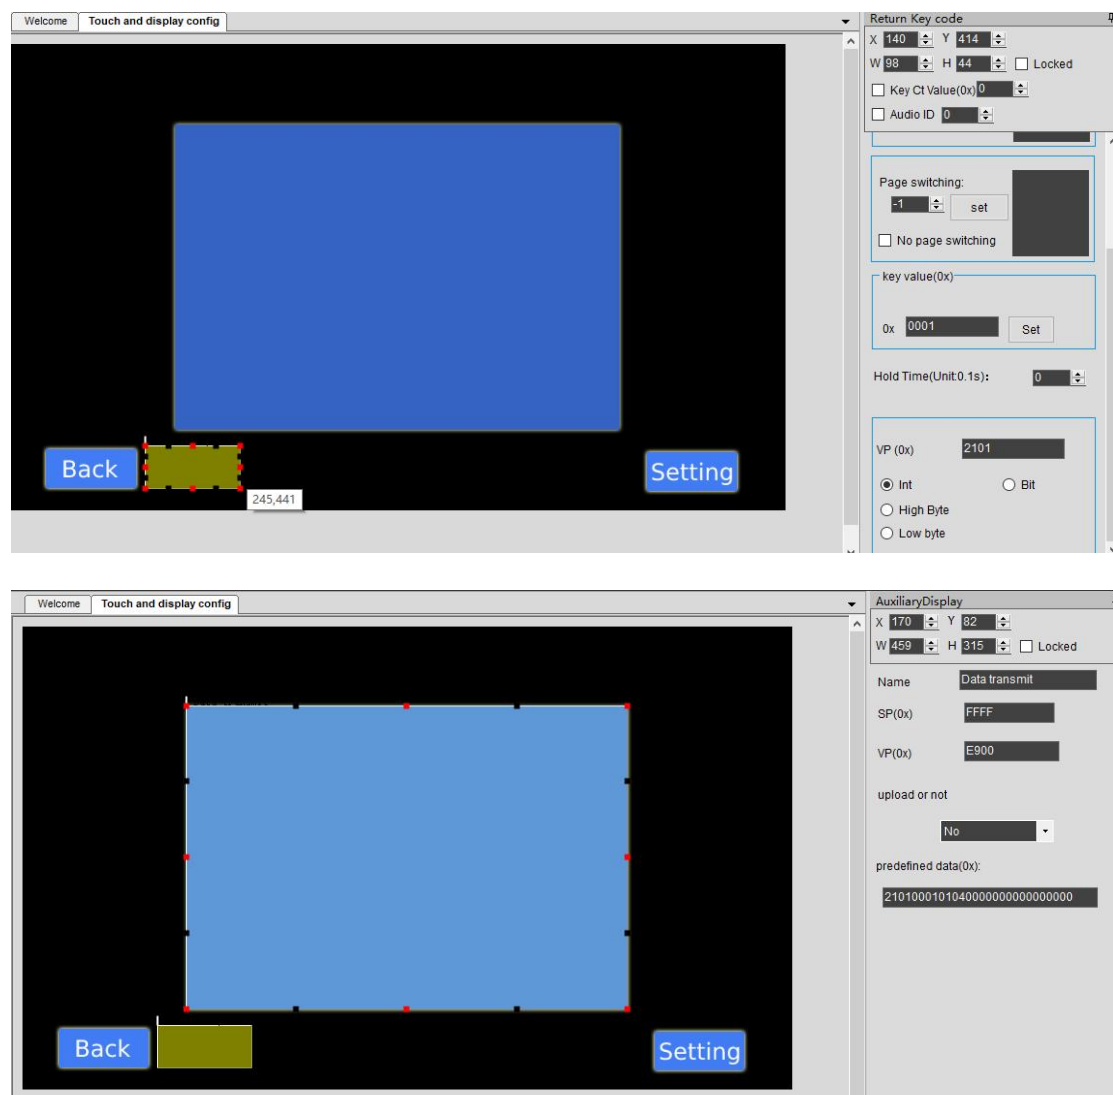 Welcome Touch and display config
Return Key code
X 140 Y 414
W 98 H 44 Locked
Key Ct Value(0x) 0
Audio ID 0
Page switching:
-1 set
No page switching
key value(0x)
0x 0001 Set
Hold Time(Unit:0.1s): 0
VP (0x) 2101
Int Bit
High Byte
Low byte
Back
245,441
Setting
Welcome Touch and display config
AuxiliaryDisplay
X 170 Y 82
W 459 H 315 Locked
Name Data transmit
SP(0x) FFFF
VP(0x) E900
upload or not
No
predefined data(0x):
2101000101040000000000000000
Back
Setting